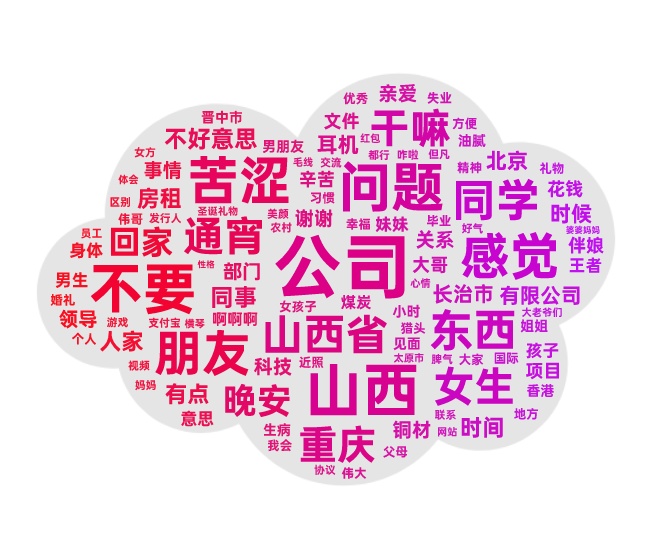 优秀 亲爱 失业
晋中市 文件 干嘛 方便
不好意思 男朋友 耳机 红包 油腻
女方 事情 苦涩 毛线 交流 都行 咋啦 但凡 精神 北京 礼物
体会 房租 辛苦 问题 同学 花钱
区别 圣诞礼物 美颜 习惯 时候
伟哥 发行人 农村 谢谢 幸福 妹妹 毕业 好气 婆婆妈妈
员工 回家 通宵 关系 感觉 伴娘
身体 性格 部门 公司 大哥 王者
男生 不要 心情
婚礼 同事 女孩子 煤炭 长治市 有限公司
领导 游戏 支付宝 横琴 啊啊啊 小时 大老爷们
个人 人家 山西省 猎头 东西 姐姐
朋友 见面 孩子
视频 科技 近照 太原市 脾气 大家 国际 项目
妈妈 有点 晚安 山西 女生 香港
意思 联系 地方
生病 重庆 铜材 网站 时间
我会 父母
协议 伟大